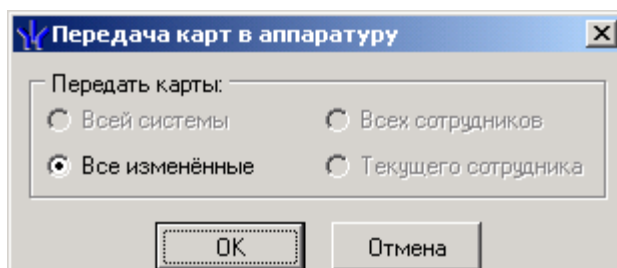 Передача карт в аппаратуру
Передать карты:
Всей системы Всех сотрудников
Все изменённые Текущего сотрудника
OK Отмена